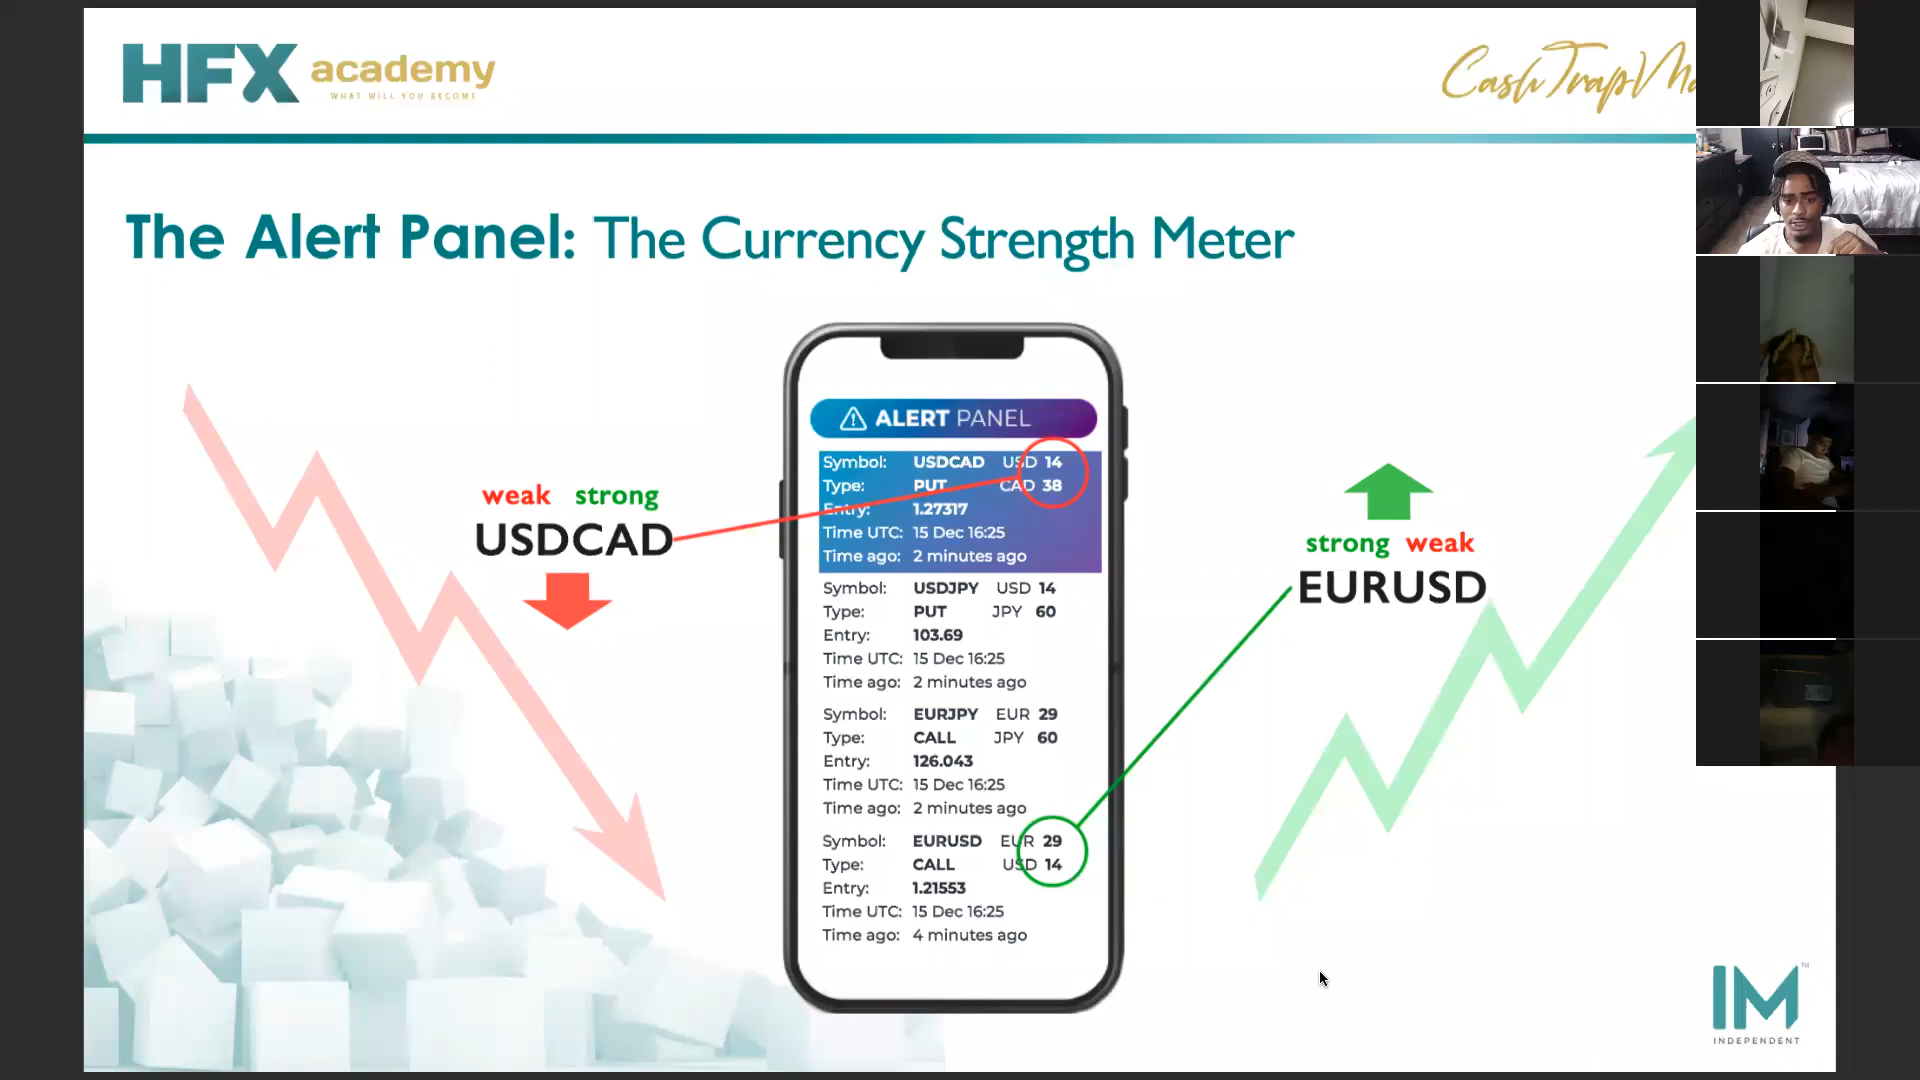 HFX academy
WHAT WILL YOU BECOME
CashTrapMa
The Alert Panel: The Currency Strength Meter
weak strong
USDCAD
ALERT PANEL
Symbol: USDCAD USD 14
Type: PUT CAD 38
Entry: 1.27317
Time UTC: 15 Dec 16:25
Time ago: 2 minutes ago
Symbol: USDJPY USD 14
Type: PUT JPY 60
Entry: 103.69
Time UTC: 15 Dec 16:25
Time ago: 2 minutes ago
Symbol: EURJPY EUR 29
Type: CALL JPY 60
Entry: 126.043
Time UTC: 15 Dec 16:25
Time ago: 2 minutes ago
Symbol: EURUSD EUR 29
Type: CALL USD 14
Entry: 1.21553
Time UTC: 15 Dec 16:25
Time ago: 4 minutes ago
strong weak
EURUSD
IM™
INDEPENDENT